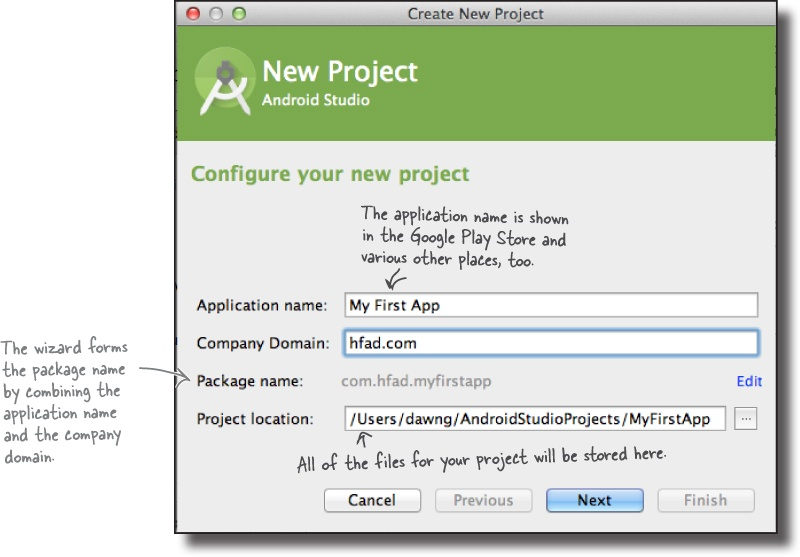 Create New Project
New Project
Android Studio
Configure your new project
The application name is shown
in the Google Play Store and
various other places, too.
Application name: My First App
Company Domain: hfad.com
The wizard forms
the package name
by combining the
application name
and the company
domain.
Package name: com.hfad.myfirstapp Edit
Project location: /Users/dawng/AndroidStudioProjects/MyFirstApp ...
All of the files for your project will be stored here.
Cancel Previous Next Finish